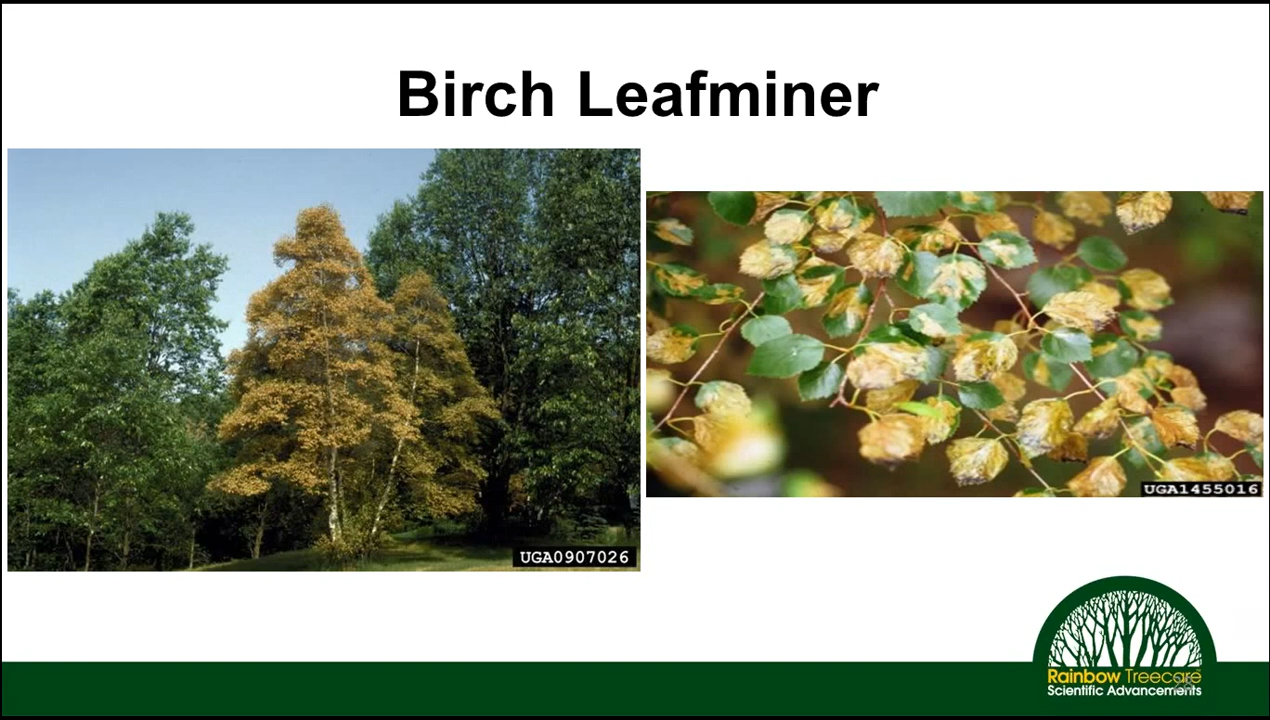 Birch Leafminer
UGA0907026
UGA1455016
Rainbow Treecare
Scientific Advancements